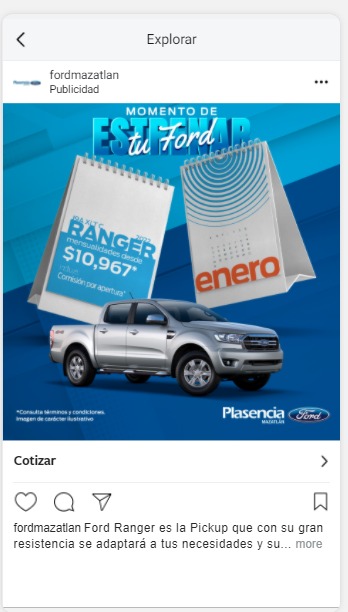 Explorar
fordmazatlan
Publicidad
MOMENTO DE
ESTRENAR
tu Ford
RANGER
mensualidades desde
$10,967*
Comisión por apertura*
enero
Plasencia Ford
MAZATLÁN
*Consulta términos y condiciones.
Imagen de carácter ilustrativo
Cotizar
fordmazatlan Ford Ranger es la Pickup que con su gran
resistencia se adaptará a tus necesidades y su... more